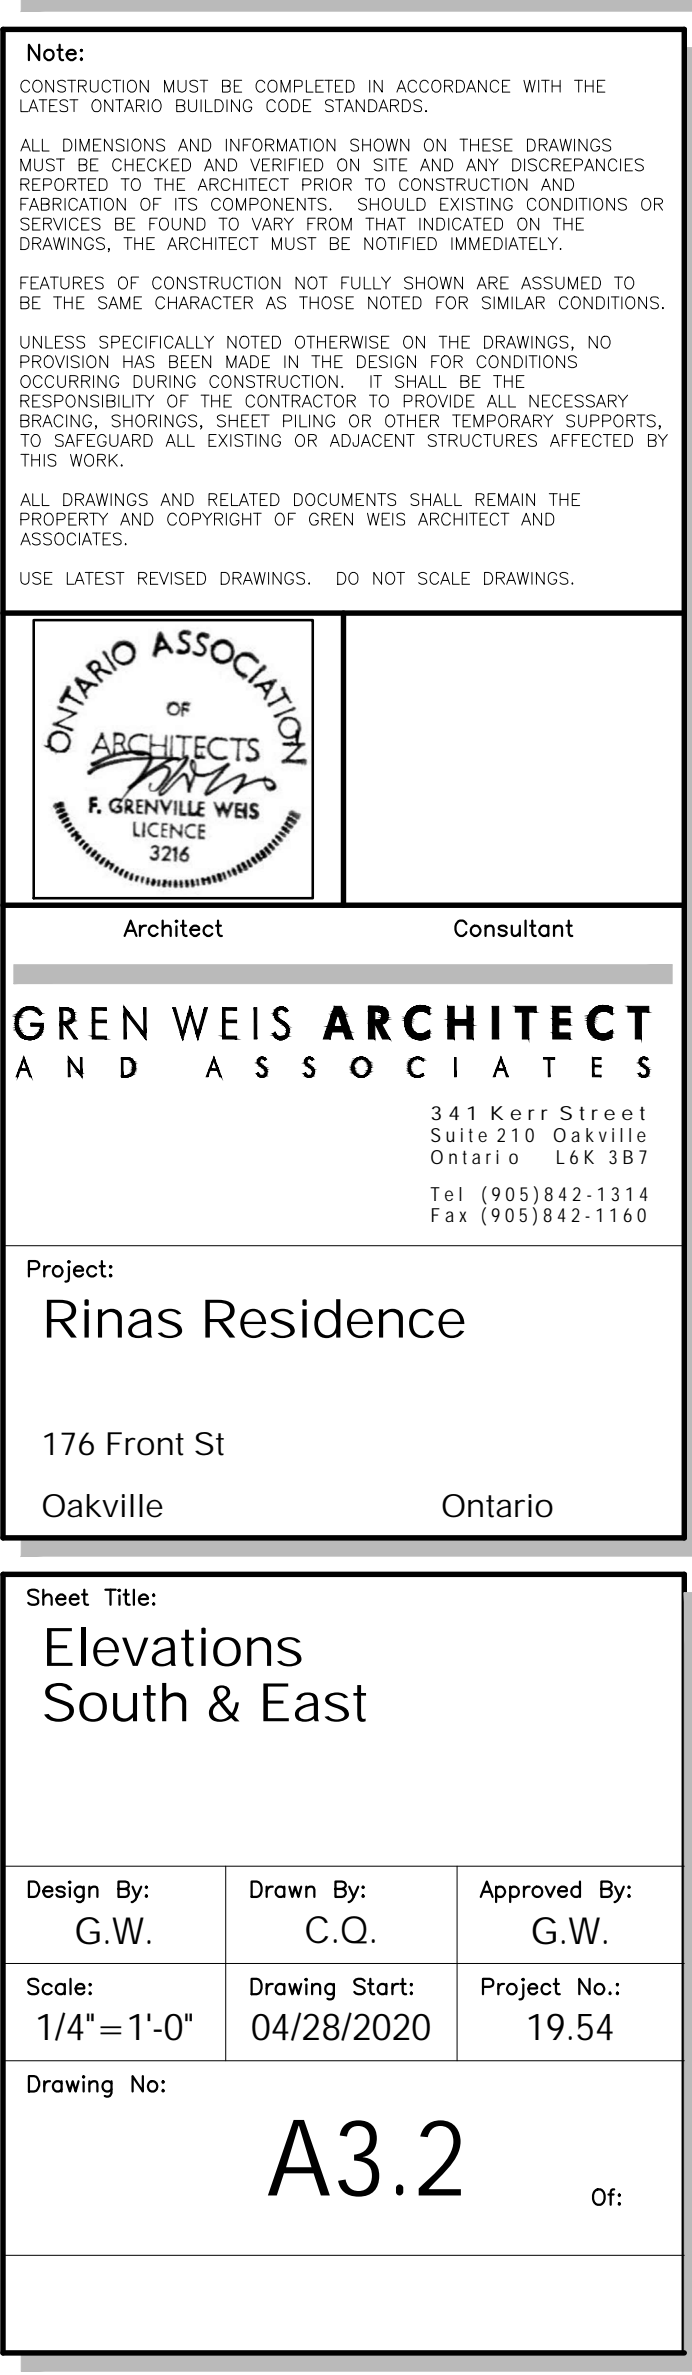 Note:
CONSTRUCTION MUST BE COMPLETED IN ACCORDANCE WITH THE
LATEST ONTARIO BUILDING CODE STANDARDS.
ALL DIMENSIONS AND INFORMATION SHOWN ON THESE DRAWINGS
MUST BE CHECKED AND VERIFIED ON SITE AND ANY DISCREPANCIES
REPORTED TO THE ARCHITECT PRIOR TO CONSTRUCTION AND
FABRICATION OF ITS COMPONENTS. SHOULD EXISTING CONDITIONS OR
SERVICES BE FOUND TO VARY FROM THAT INDICATED ON THE
DRAWINGS, THE ARCHITECT MUST BE NOTIFIED IMMEDIATELY.
FEATURES OF CONSTRUCTION NOT FULLY SHOWN ARE ASSUMED TO
BE THE SAME CHARACTER AS THOSE NOTED FOR SIMILAR CONDITIONS.
UNLESS SPECIFICALLY NOTED OTHERWISE ON THE DRAWINGS, NO
PROVISION HAS BEEN MADE IN THE DESIGN FOR CONDITIONS
OCCURRING DURING CONSTRUCTION. IT SHALL BE THE
RESPONSIBILITY OF THE CONTRACTOR TO PROVIDE ALL NECESSARY
BRACING, SHORINGS, SHEET PILING OR OTHER TEMPORARY SUPPORTS,
TO SAFEGUARD ALL EXISTING OR ADJACENT STRUCTURES AFFECTED BY
THIS WORK.
ALL DRAWINGS AND RELATED DOCUMENTS SHALL REMAIN THE
PROPERTY AND COPYRIGHT OF GREN WEIS ARCHITECT AND
ASSOCIATES.
USE LATEST REVISED DRAWINGS. DO NOT SCALE DRAWINGS.
ONTARIO ASSOCIATION
OF
ARCHITECTS
F. GRENVILLE WEIS
LICENCE
3216
Architect Consultant
GREN WEIS ARCHITECT
AND ASSOCIATES
341 Kerr Street
Suite 210 Oakville
Ontario L6K 3B7
Tel (905)842-1314
Fax (905)842-1160
Project:
Rinas Residence
176 Front St
Oakville Ontario
Sheet Title:
Elevations
South & East
Design By: Drawn By: Approved By:
G.W. C.Q. G.W.
Scale: Drawing Start: Project No.:
1/4"=1'-0" 04/28/2020 19.54
Drawing No:
A3.2
Of: